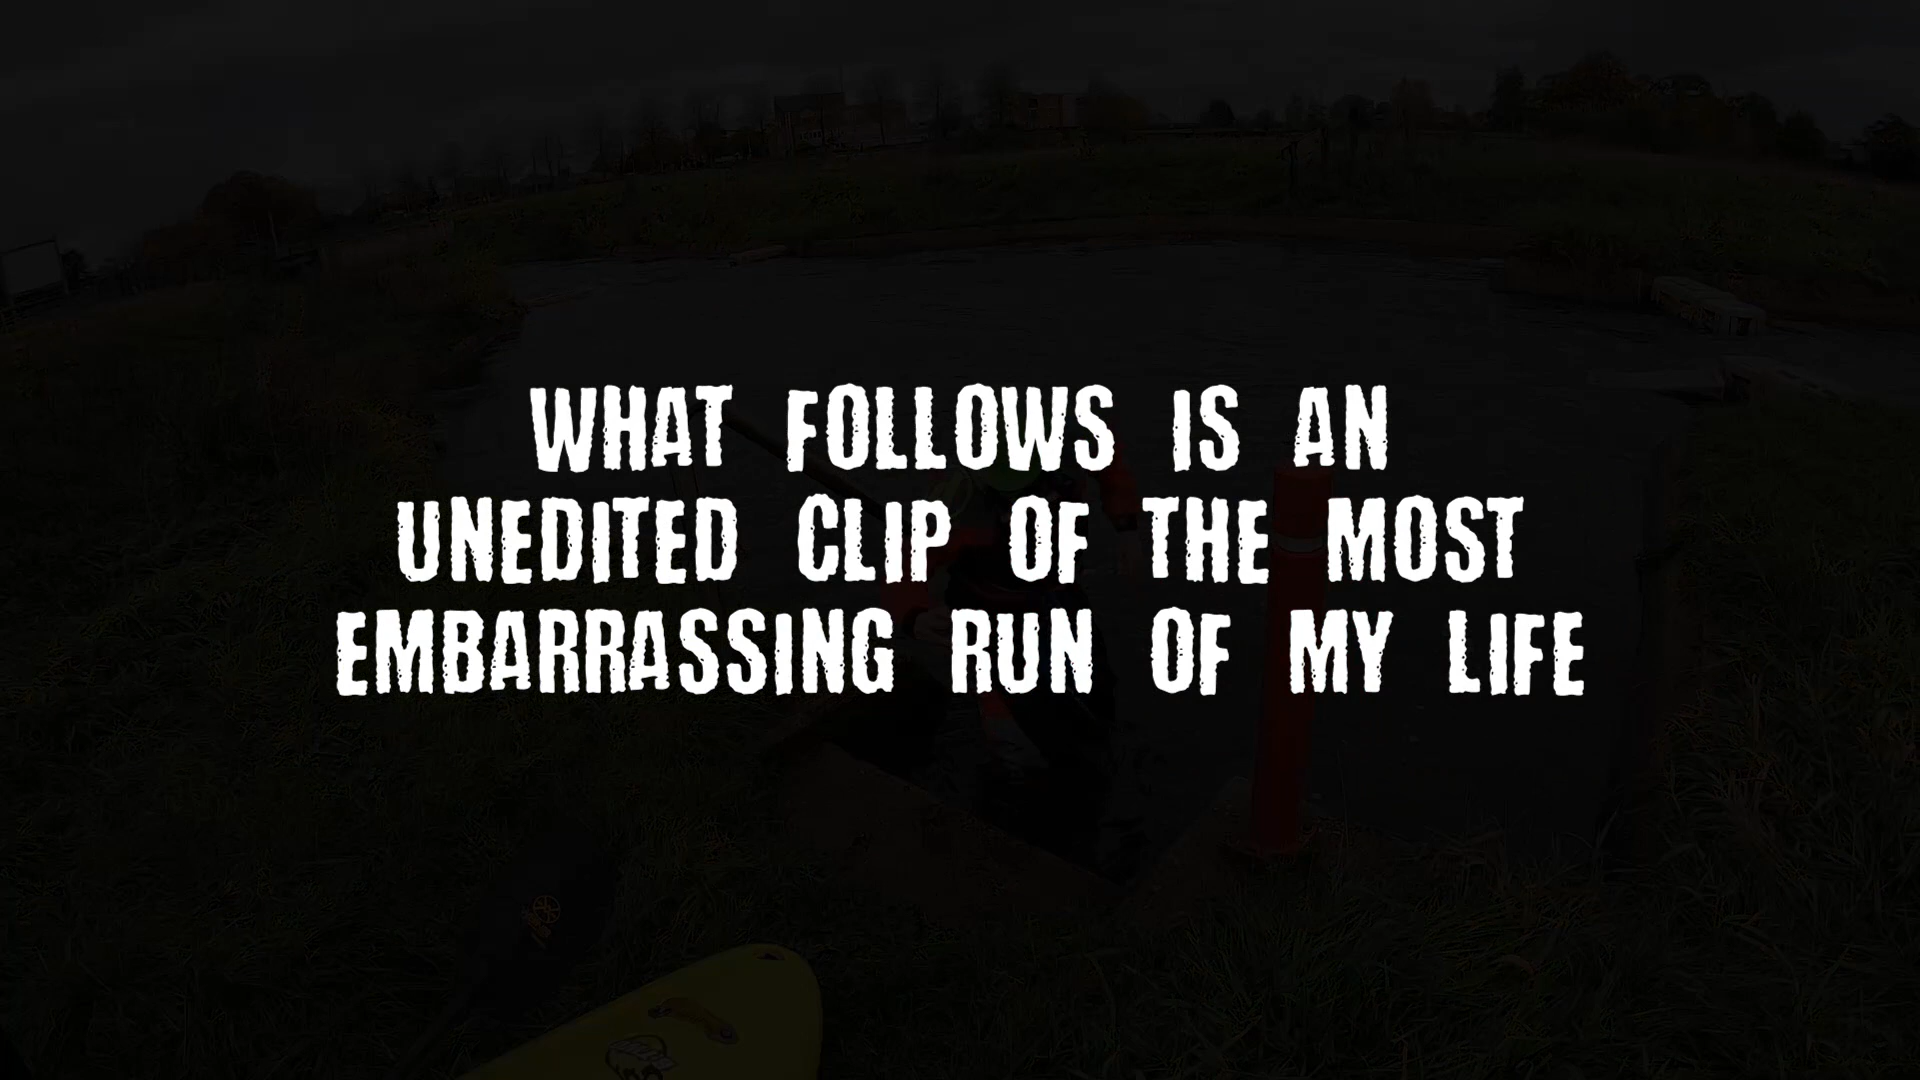 WHAT FOLLOWS IS AN
UNEDITED CLIP OF THE MOST
EMBARRASSING RUN OF MY LIFE